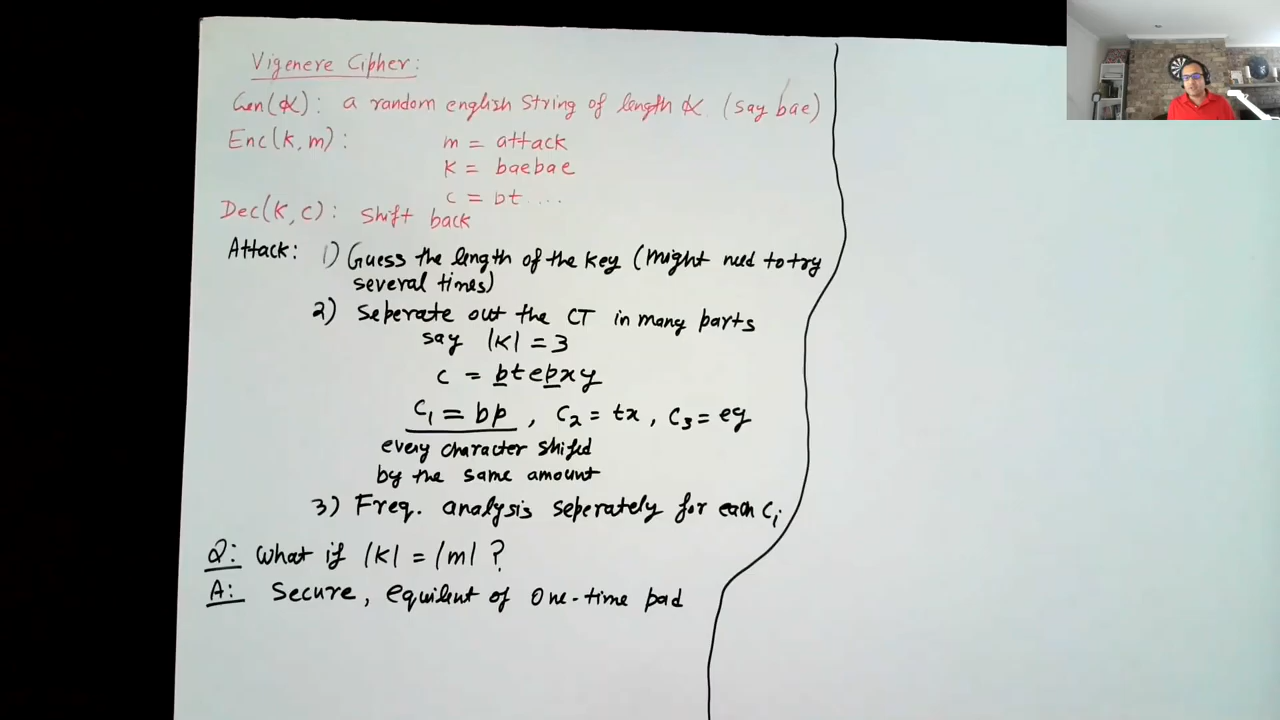 Vigenere Cipher:
Gen(α): a random english string of length α. (say bae)
Enc(k,m): m = attack
k = baebae
c = bt....
Dec(k,c): shift back
Attack: 1) Guess the length of the key (might need to try
several times)
2) Seperate out the CT in many parts
say |k| = 3
c = btepxy
C1 = bp, C2 = tx, C3 = ey
every character shifted
by the same amount
3) Freq. analysis seperately for each Ci
Q: What if |k| = |m| ?
A: Secure, equilent of one-time pad